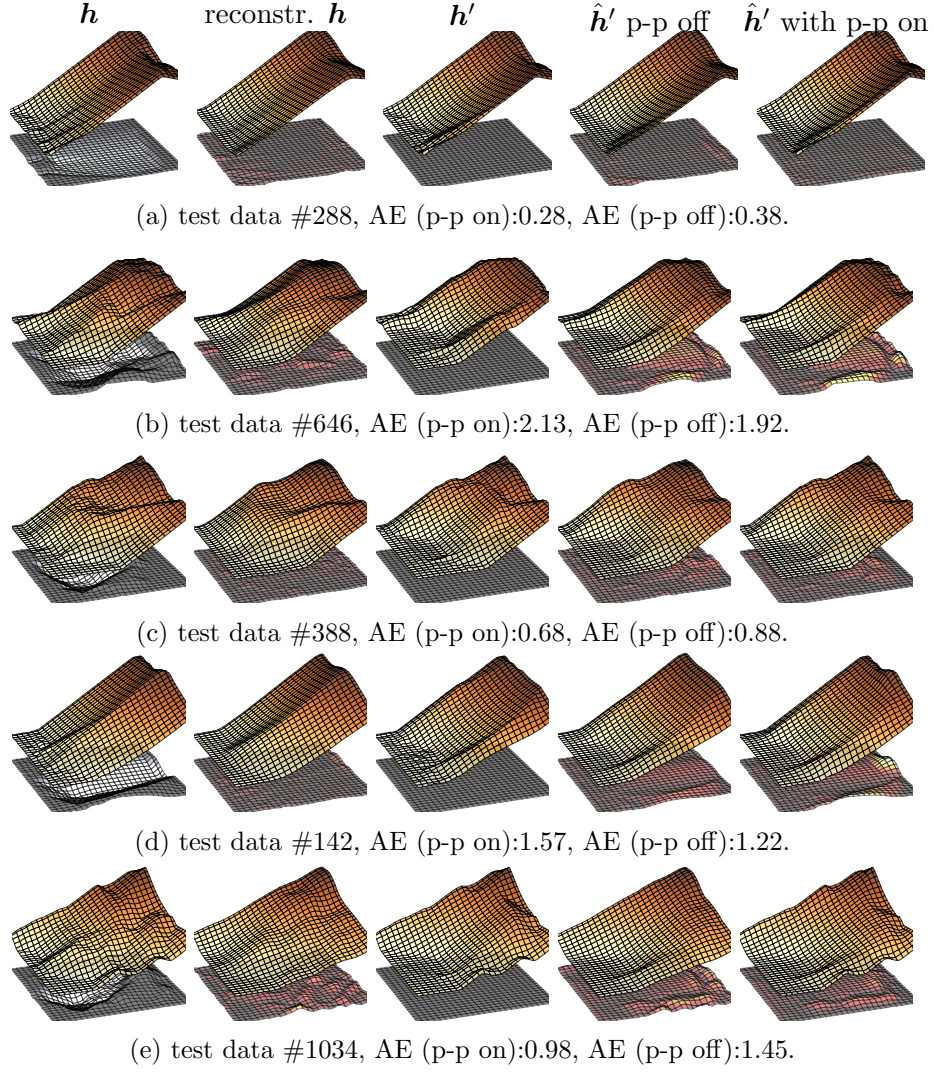 h reconstr. h h′ ĥ′ p-p off ĥ′ with p-p on
(a) test data #288, AE (p-p on):0.28, AE (p-p off):0.38.
(b) test data #646, AE (p-p on):2.13, AE (p-p off):1.92.
(c) test data #388, AE (p-p on):0.68, AE (p-p off):0.88.
(d) test data #142, AE (p-p on):1.57, AE (p-p off):1.22.
(e) test data #1034, AE (p-p on):0.98, AE (p-p off):1.45.